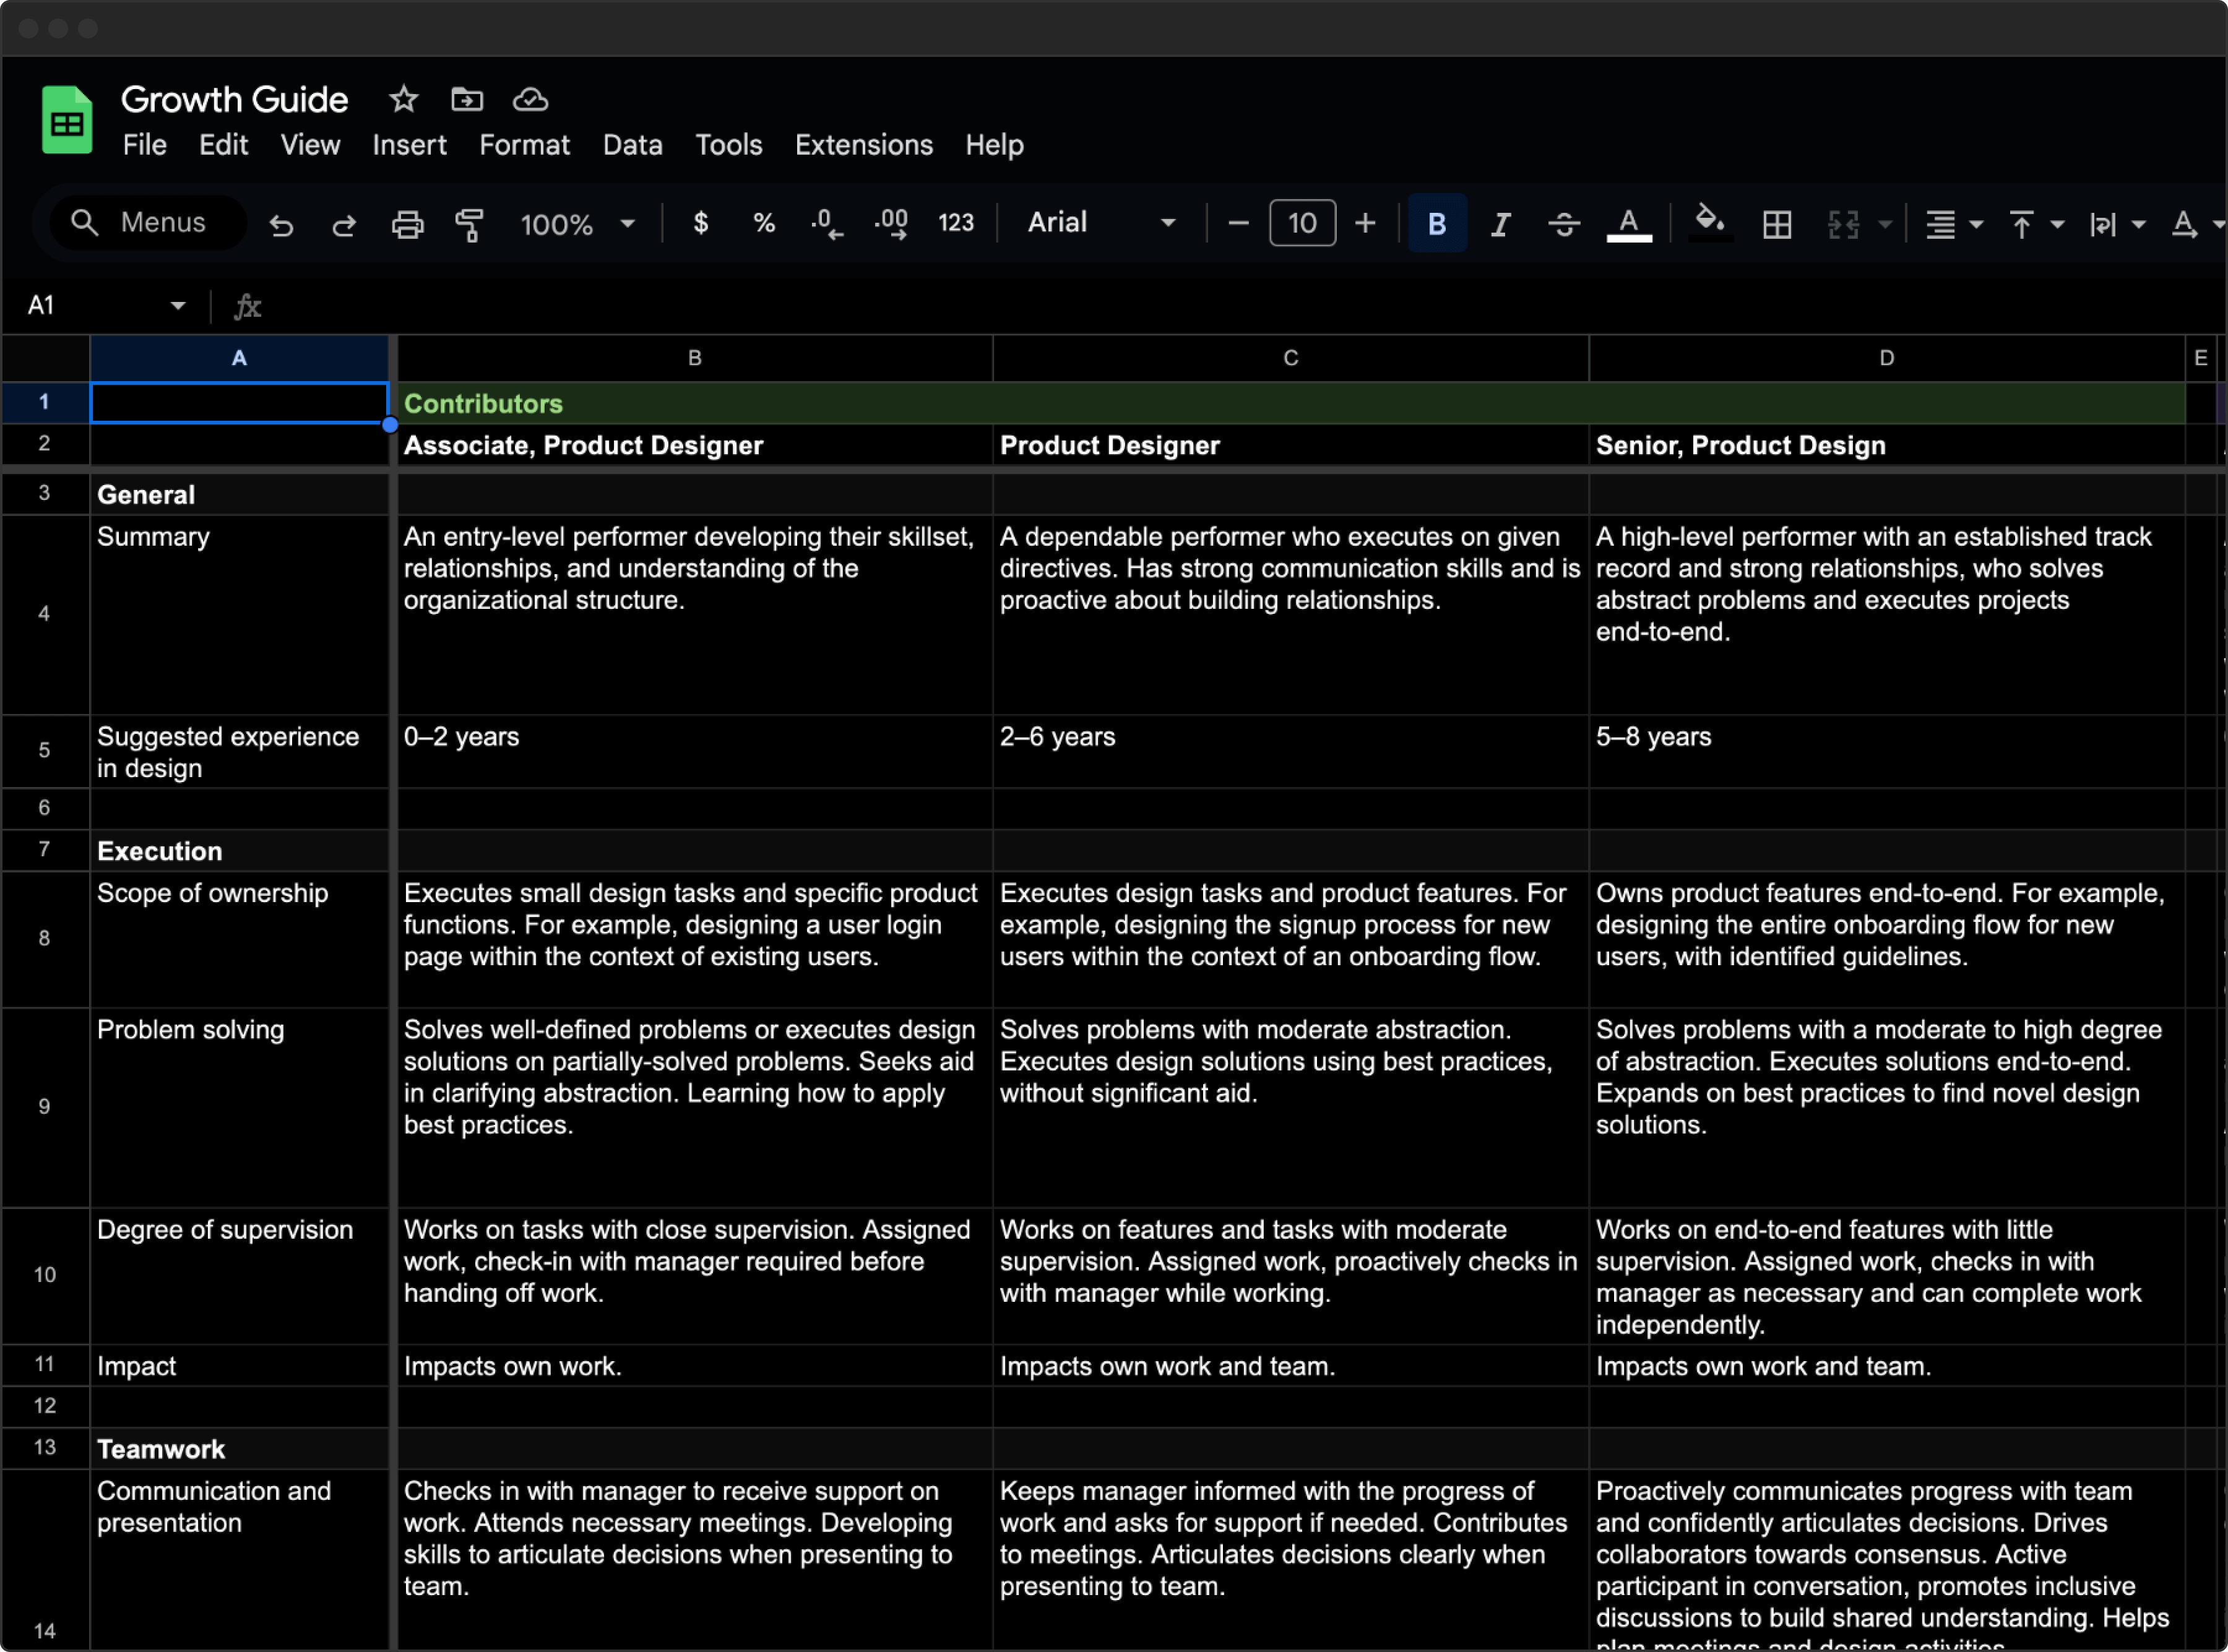 Growth Guide
File Edit View Insert Format Data Tools Extensions Help
Menus 100% $ % .0 .00 123 Arial 10 B I S A A
A1 fx
A B C D E
1 Contributors
2 Associate, Product Designer Product Designer Senior, Product Design
3 General
4 Summary
An entry-level performer developing their skillset,
relationships, and understanding of the
organizational structure.
A dependable performer who executes on given
directives. Has strong communication skills and is
proactive about building relationships.
A high-level performer with an established track
record and strong relationships, who solves
abstract problems and executes projects
end-to-end.
5 Suggested experience
in design
0–2 years
2–6 years
5–8 years
6
7 Execution
8 Scope of ownership
Executes small design tasks and specific product
functions. For example, designing a user login
page within the context of existing users.
Executes design tasks and product features. For
example, designing the signup process for new
users within the context of an onboarding flow.
Owns product features end-to-end. For example,
designing the entire onboarding flow for new
users, with identified guidelines.
9 Problem solving
Solves well-defined problems or executes design
solutions on partially-solved problems. Seeks aid
in clarifying abstraction. Learning how to apply
best practices.
Solves problems with moderate abstraction.
Executes design solutions using best practices,
without significant aid.
Solves problems with a moderate to high degree
of abstraction. Executes solutions end-to-end.
Expands on best practices to find novel design
solutions.
10 Degree of supervision
Works on tasks with close supervision. Assigned
work, check-in with manager required before
handing off work.
Works on features and tasks with moderate
supervision. Assigned work, proactively checks in
with manager while working.
Works on end-to-end features with little
supervision. Assigned work, checks in with
manager as necessary and can complete work
independently.
11 Impact
Impacts own work.
Impacts own work and team.
Impacts own work and team.
12
13 Teamwork
14 Communication and
presentation
Checks in with manager to receive support on
work. Attends necessary meetings. Developing
skills to articulate decisions when presenting to
team.
Keeps manager informed with the progress of
work and asks for support if needed. Contributes
to meetings. Articulates decisions clearly when
presenting to team.
Proactively communicates progress with team
and confidently articulates decisions. Drives
collaborators towards consensus. Active
participant in conversation, promotes inclusive
discussions to build shared understanding. Helps
plan meetings and design activities.